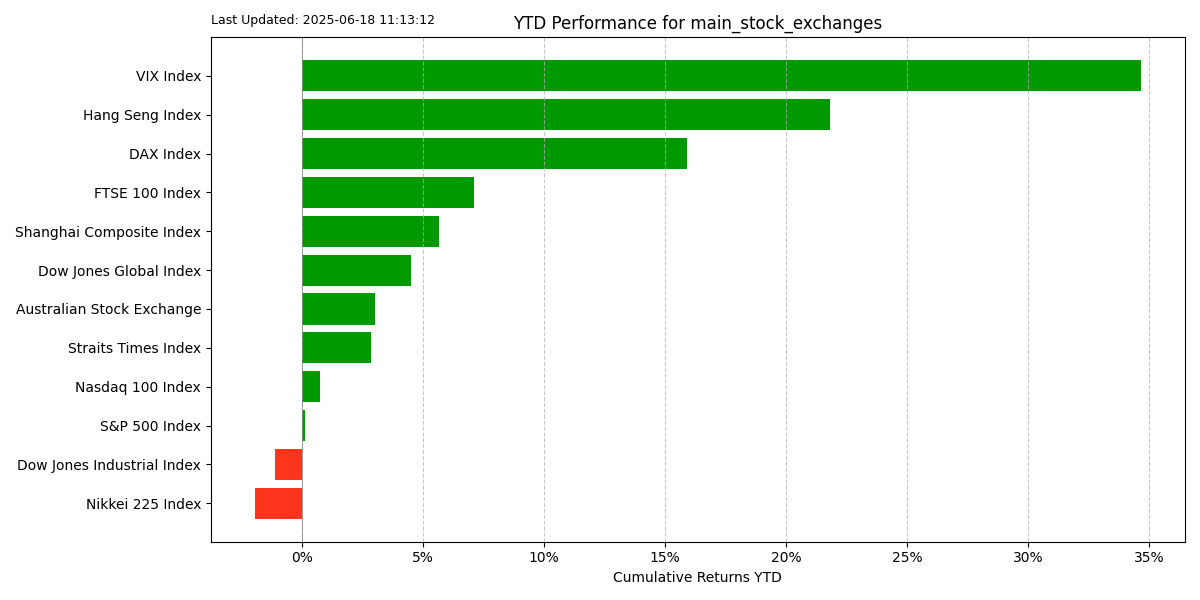 Last Updated: 2025-06-18 11:13:12
YTD Performance for main_stock_exchanges
VIX Index
Hang Seng Index
DAX Index
FTSE 100 Index
Shanghai Composite Index
Dow Jones Global Index
Australian Stock Exchange
Straits Times Index
Nasdaq 100 Index
S&P 500 Index
Dow Jones Industrial Index
Nikkei 225 Index
0% 5% 10% 15% 20% 25% 30% 35%
Cumulative Returns YTD